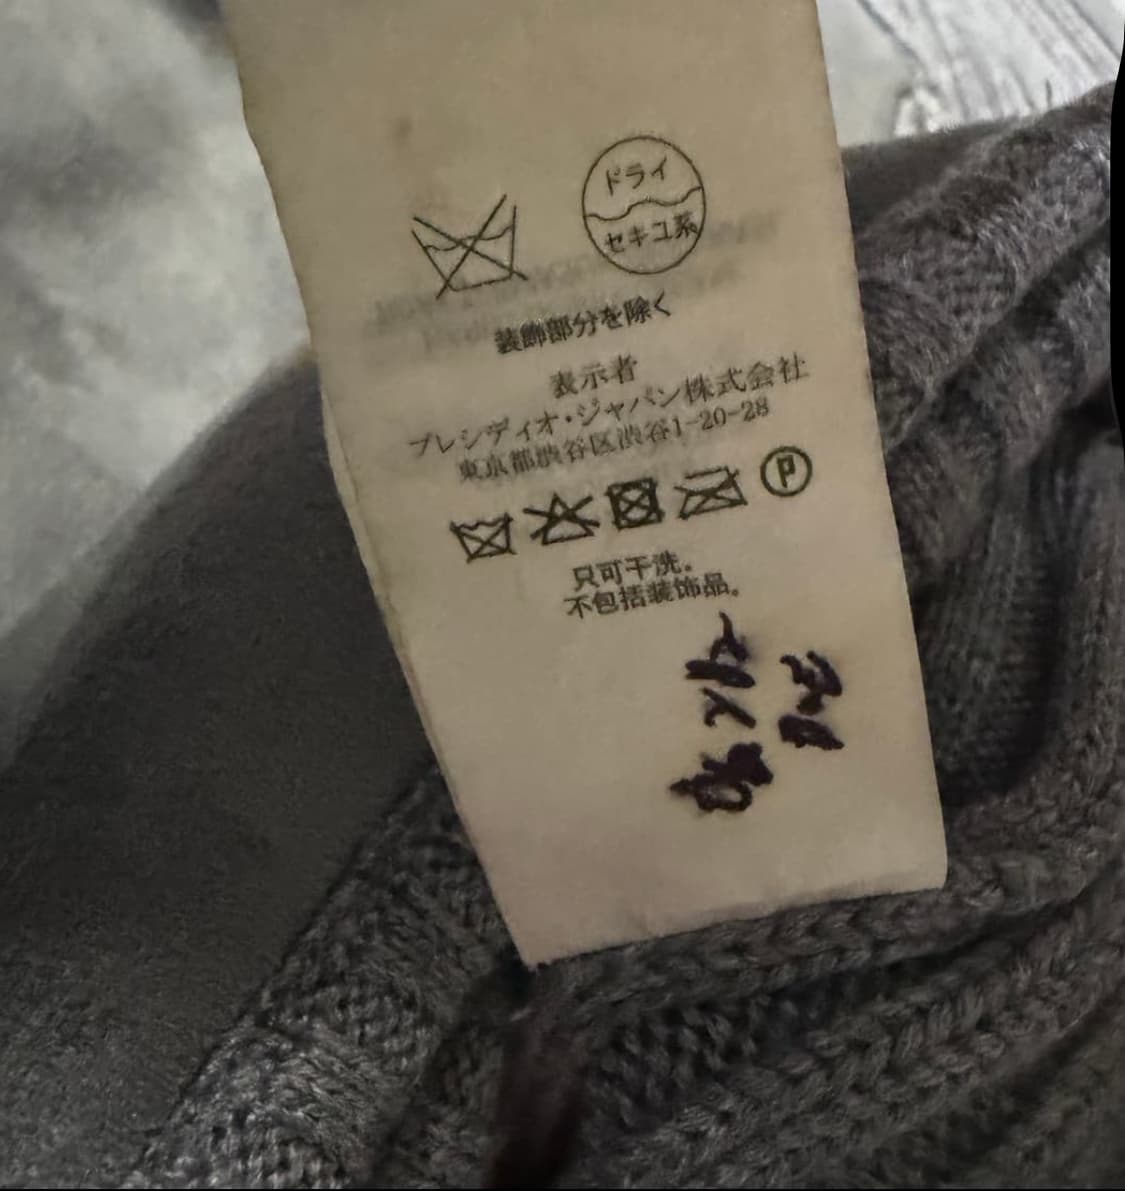 ドライ
セキユ系
装飾部分を除く
表示者
プレシディオ・ジャパン株式会社
東京都渋谷区渋谷1-20-28
P
只可干洗。
不包括装饰品。